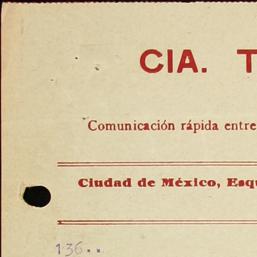 CIA. T
Comunicación rápida entre
Ciudad de México, Esq
136..